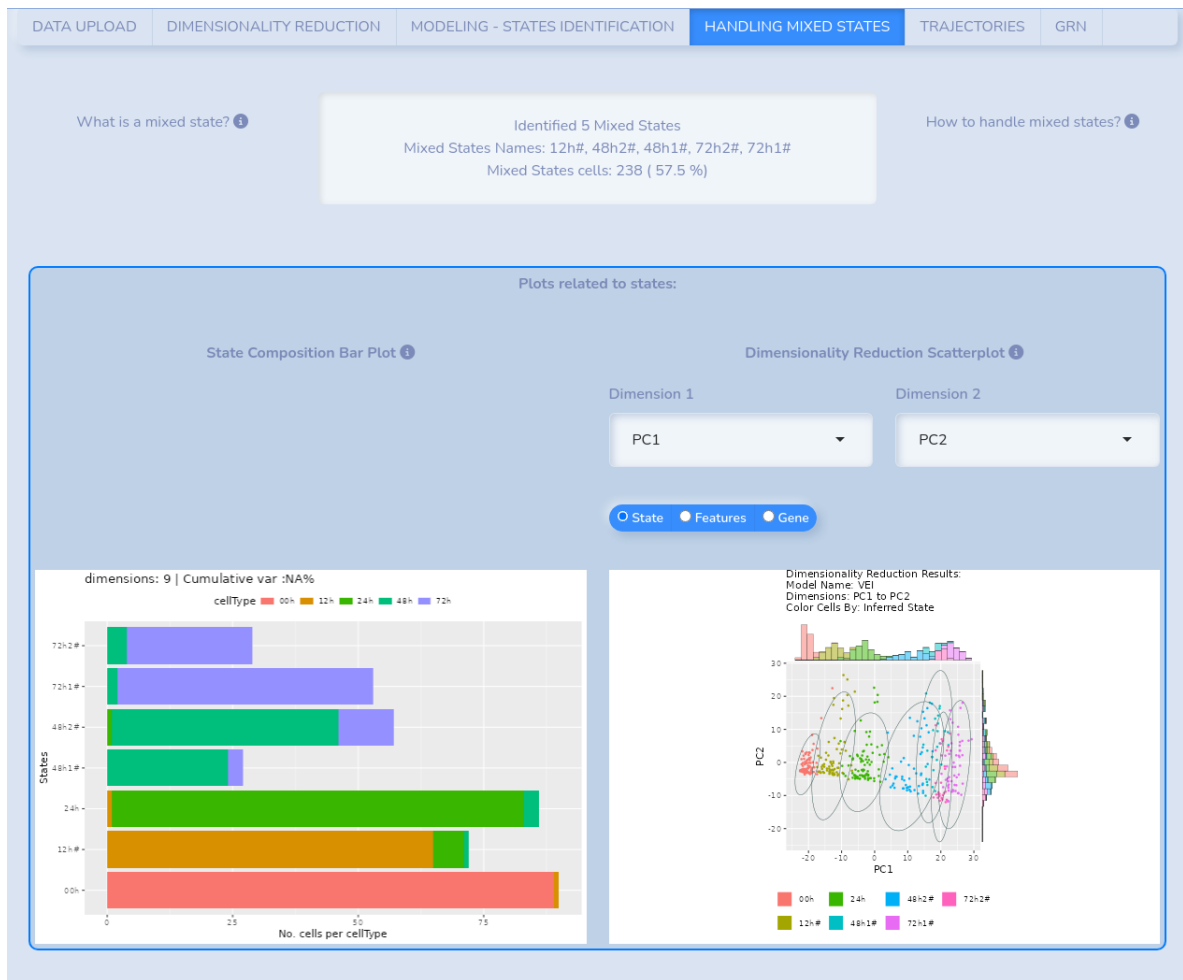 DATA UPLOAD
DIMENSIONALITY REDUCTION
MODELING - STATES IDENTIFICATION
HANDLING MIXED STATES
TRAJECTORIES
GRN
What is a mixed state?
Identified 5 Mixed States
Mixed States Names: 12h#, 48h2#, 48h1#, 72h2#, 72h1#
Mixed States cells: 238 ( 57.5 %)
How to handle mixed states?
Plots related to states:
State Composition Bar Plot
Dimensionality Reduction Scatterplot
Dimension 1
Dimension 2
PC1
PC2
State
Features
Gene
dimensions: 9 | Cumulative var :NA%
cellType 00h 12h 24h 48h 72h
72h2#
72h1#
48h2#
48h1#
24h
12h#
00h
States
0 25 50 75
No. cells per cellType
Dimensionality Reduction Results:
Model Name: VEI
Dimensions: PC1 to PC2
Color Cells By: Inferred State
30
20
10
0
-10
-20
PC2
-20 -10 0 10 20 30
PC1
00h 24h 48h2# 72h2#
12h# 48h1# 72h1#